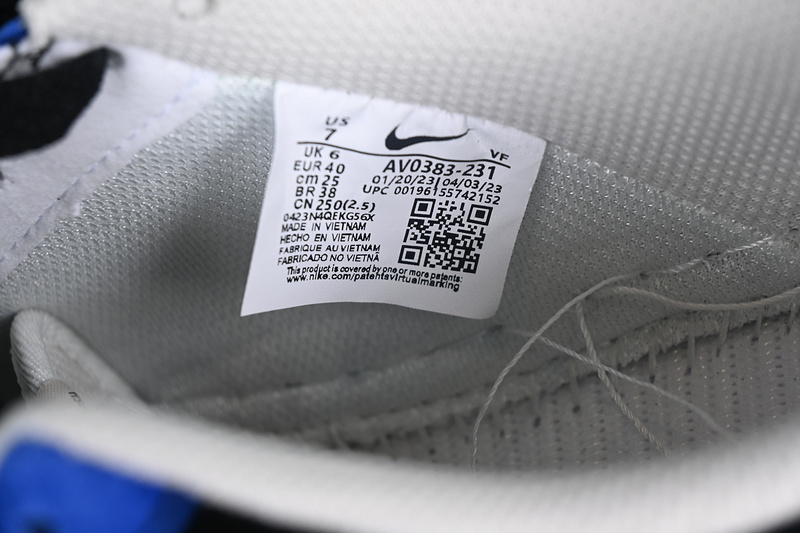 US
7
VF
UK 6
AV0383-231
EUR 40
01/20/23 04/03/23
cm 25
UPC 00196155742152
BR 38
CN 250(2.5)
0423N4QEKG56X
MADE IN VIETNAM
HECHO EN VIETNAM
FABRIQUE AU VIETNAM
FABRICADO NO VIETNÃ
This product is covered by one or more patents:
www.nike.com/patentsvirtualmarking